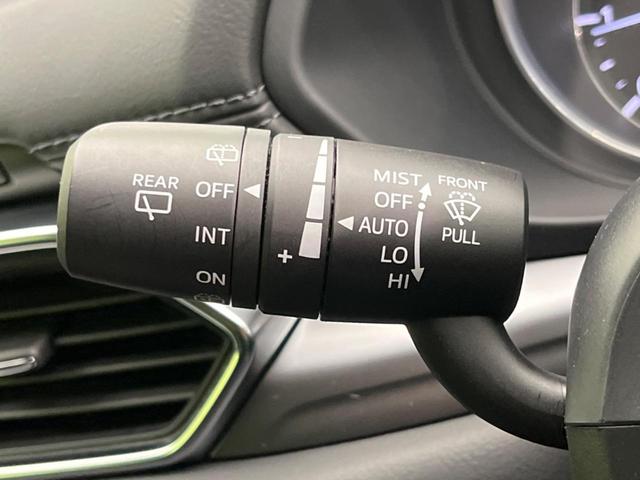 REAR
OFF
INT
ON
+
MIST
OFF
AUTO
LO
HI
FRONT
PULL